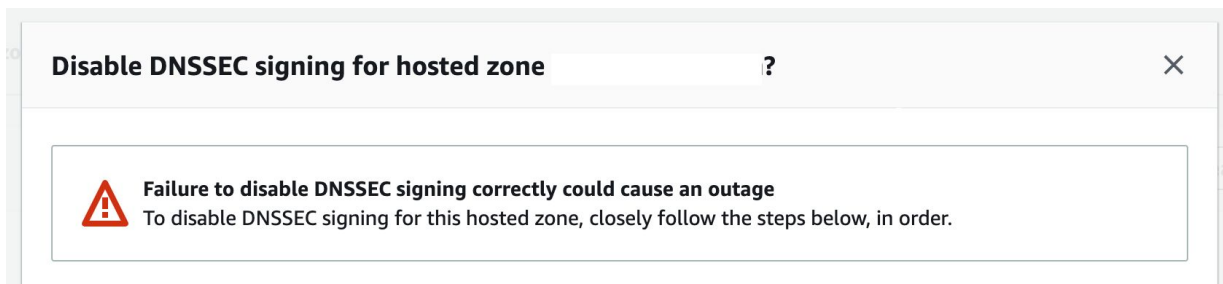 Disable DNSSEC signing for hosted zone ?
Failure to disable DNSSEC signing correctly could cause an outage
To disable DNSSEC signing for this hosted zone, closely follow the steps below, in order.